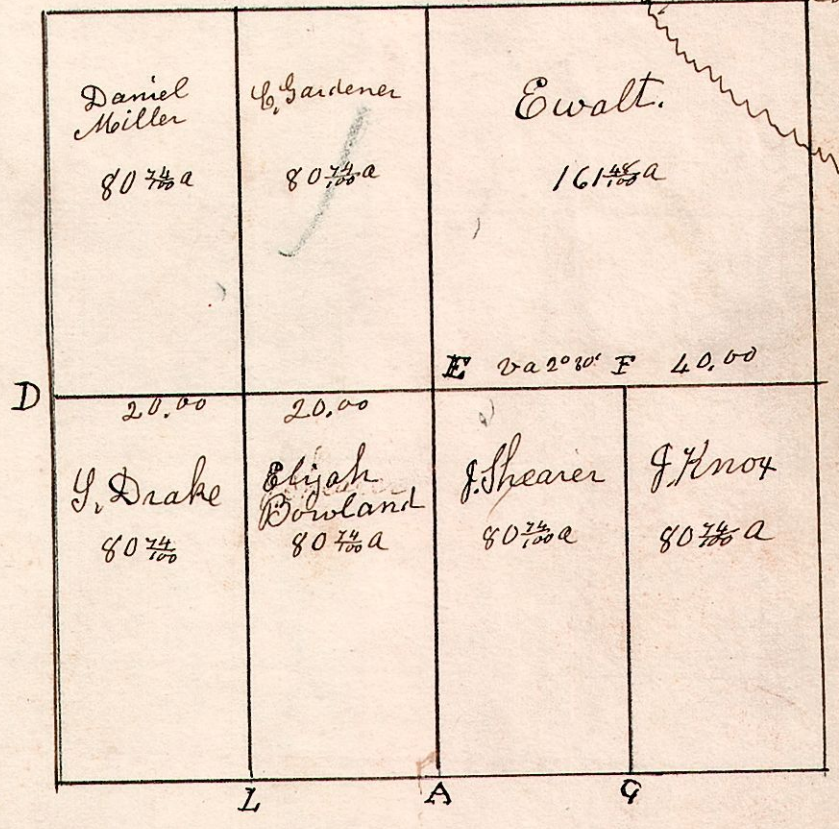 Daniel
Miller
80 74/100 a
C. Gardener
80 74/100 a
Ewalt.
161 48/100 a
D
20.00
20.00
E va 2° 20' F 40.00
S. Drake
80 74/100
Elijah
Bowland
80 74/100 a
J. Shearer
80 74/100 a
J. Knox
80 74/100 a
L
A
G